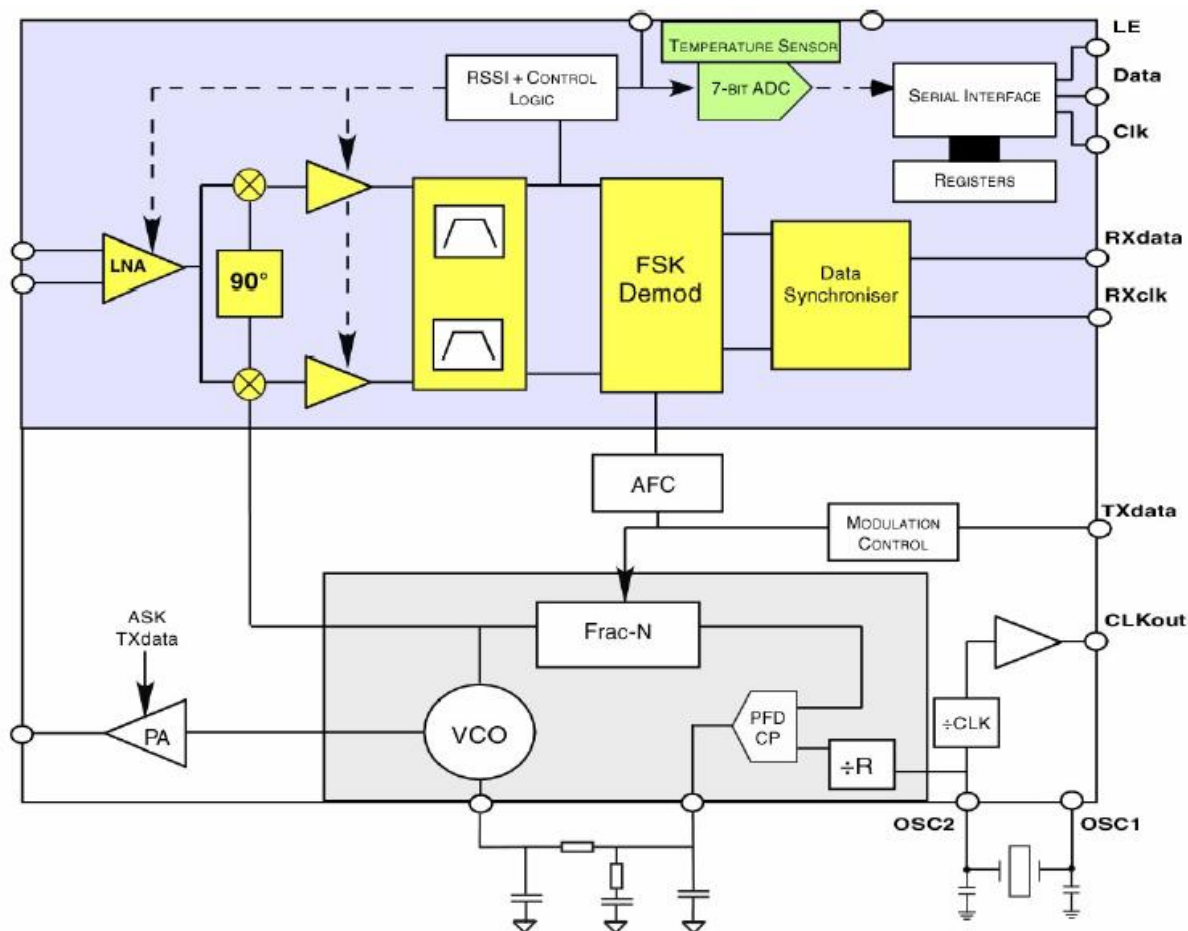 LE
TEMPERATURE SENSOR
RSSI + CONTROL
LOGIC
7-BIT ADC
Data
SERIAL INTERFACE
Clk
REGISTERS
LNA
90°
FSK
Demod
Data
Synchroniser
RXdata
RXclk
AFC
MODULATION
CONTROL
TXdata
ASK
TXdata
Frac-N
CLKout
PA
VCO
PFD
CP
÷CLK
÷R
OSC2
OSC1